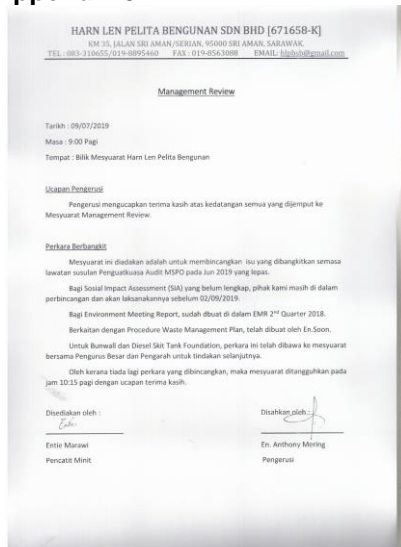 HARN LEN PELITA BENGUNAN SDN BHD [671658-K]
KM 35, JALAN SRI AMAN/SERIAN, 95000 SRI AMAN, SARAWAK.
TEL : 083-310655/019-8895460 FAX : 019-8563088 EMAIL: hlpbsb@gmail.com
Management Review
Tarikh : 09/07/2019
Masa : 9:00 Pagi
Tempat : Bilik Mesyuarat Harn Len Pelita Bengunan
Ucapan Pengerusi
Pengerusi mengucapkan terima kasih atas kedatangan semua yang dijemput ke
Mesyuarat Management Review.
Perkara Berbangkit
Mesyuarat ini diedakan adalah untuk membincangkan isu yang dibangkitkan semasa
lawatan susulan Penguatkuasa Audit MSPO pada Jun 2019 yang lepas.
Bagi Sosial Impact Assessment (SIA) yang belum lengkap, pihak kami masih di dalam
perbincangan dan akan laksanakannya sebelum 02/09/2019.
Bagi Environment Meeting Report, sudah dbuat di dalam EMR 2nd Quarter 2018.
Berkaitan dengan Procedure Waste Management Plan, telah dibuat oleh En.Soon.
Untuk Bunwall dan Diesel Skit Tank Foundation, perkara ini telah dibawa ke mesyuarat
bersama Pengurus Besar dan Pengarah untuk tindakan selanjutnya.
Oleh kerana tiada lagi perkara yang dibincangkan, maka mesyuarat ditangguhkan pada
jam 10:15 pagi dengan ucapan terima kasih.
Disediakan oleh : Disahkan oleh :
Entie Marawi En. Anthony Mering
Pencatit Minit Pengerusi